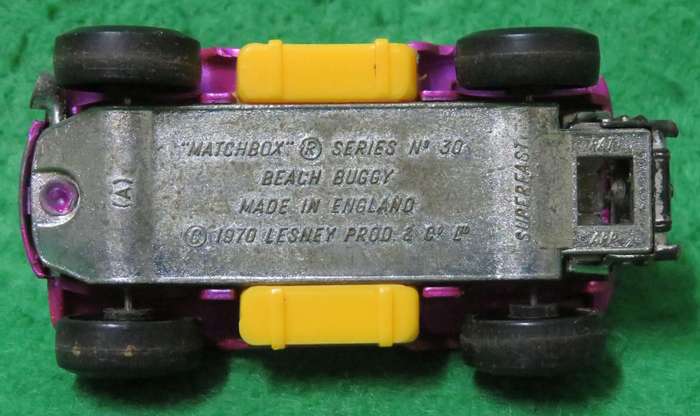 "MATCHBOX" ® SERIES Nº 30
BEACH BUGGY
MADE IN ENGLAND
© 1970 LESNEY PROD. & Cº Lº
(A)
SUPERFAST